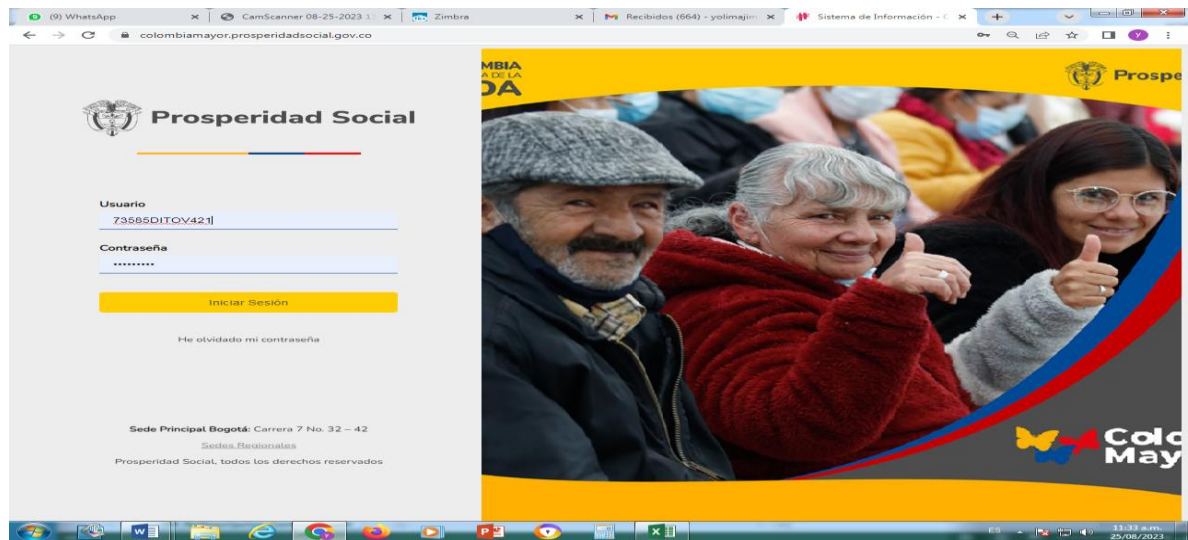 (9) WhatsApp
CamScanner 08-25-2023 1
Zimbra
Recibidos (664) - yolimajim
Sistema de Información - C
colombiamayor.prosperidadsocial.gov.co
Prosperidad Social
Usuario
73585DITOV421
Contraseña
•••••••••
Iniciar Sesión
He olvidado mi contraseña
Sede Principal Bogotá: Carrera 7 No. 32 – 42
Sedes Regionales
Prosperidad Social, todos los derechos reservados
MBIA
A DE LA
DA
Prospe
Colo
May
ES
11:33 a.m.
25/08/2023